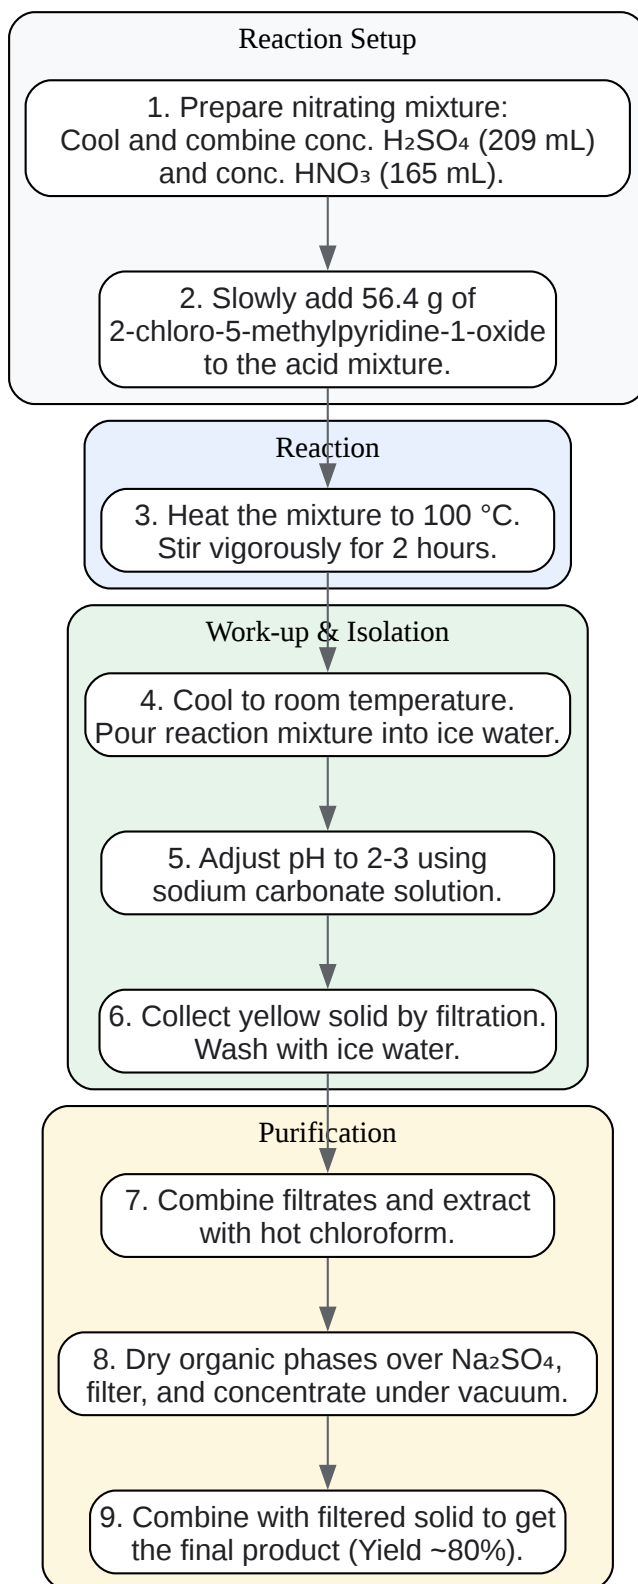 Reaction Setup
1. Prepare nitrating mixture:
Cool and combine conc. H₂SO₄ (209 mL)
and conc. HNO₃ (165 mL).
2. Slowly add 56.4 g of
2-chloro-5-methylpyridine-1-oxide
to the acid mixture.
Reaction
3. Heat the mixture to 100 °C.
Stir vigorously for 2 hours.
Work-up & Isolation
4. Cool to room temperature.
Pour reaction mixture into ice water.
5. Adjust pH to 2-3 using
sodium carbonate solution.
6. Collect yellow solid by filtration.
Wash with ice water.
Purification
7. Combine filtrates and extract
with hot chloroform.
8. Dry organic phases over Na₂SO₄,
filter, and concentrate under vacuum.
9. Combine with filtered solid to get
the final product (Yield ~80%).